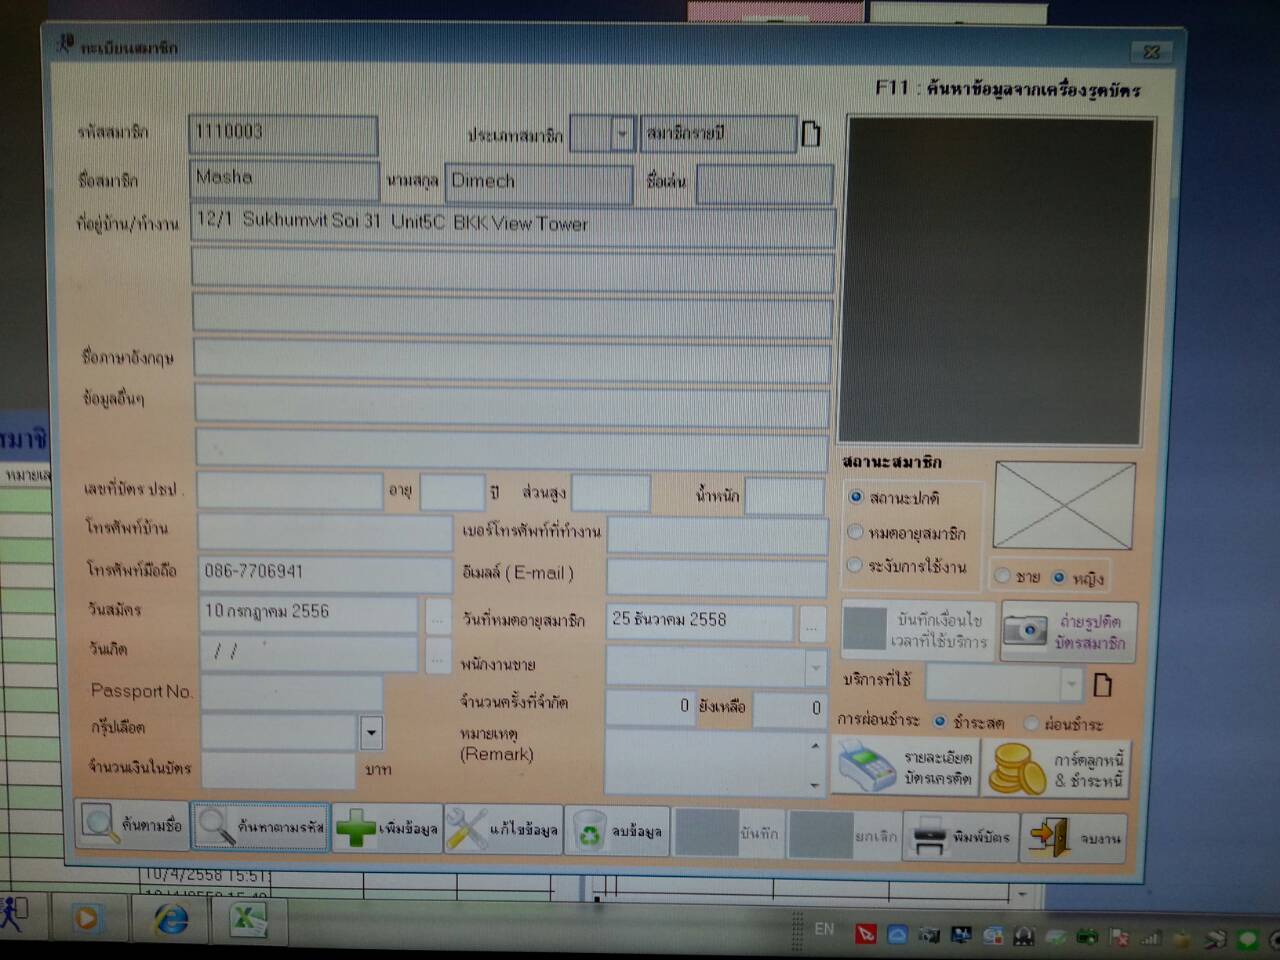 ทะเบียนสมาชิก
F11 : ค้นหาข้อมูลจากเครื่องรูดบัตร
รหัสสมาชิก 1110003 ประเภทสมาชิก สมาชิกรายปี
ชื่อสมาชิก Masha นามสกุล Dimech ชื่อเล่น
ที่อยู่บ้าน/ทำงาน 12/1 Sukhumvit Soi 31 Unit5C BKK View Tower
ชื่อภาษาอังกฤษ
ข้อมูลอื่นๆ
สมาชิ
หมายเล
สถานะสมาชิก
เลขที่บัตร ปชป. อายุ ปี ส่วนสูง น้ำหนัก
สถานะปกติ
โทรศัพท์บ้าน เบอร์โทรศัพท์ที่ทำงาน
หมดอายุสมาชิก
โทรศัพท์มือถือ 086-7706941 อีเมลล์ ( E-mail )
ระงับการใช้งาน ชาย หญิง
วันสมัคร 10 กรกฎาคม 2556 ... วันที่หมดอายุสมาชิก 25 ธันวาคม 2558 ...
บันทึกเงื่อนไข
เวลาที่ใช้บริการ
ถ่ายรูปติด
บัตรสมาชิก
วันเกิด / / ... พนักงานขาย
บริการที่ใช้
Passport No. จำนวนครั้งที่จำกัด 0 ยังเหลือ 0
การผ่อนชำระ ชำระสด ผ่อนชำระ
กรุ๊ปเลือด หมายเหตุ
(Remark)
รายละเอียด
บัตรเครดิต
การ์ดลูกหนี้
& ชำระหนี้
จำนวนเงินในบัตร บาท
ค้นตามชื่อ ค้นหาตามรหัส เพิ่มข้อมูล แก้ไขข้อมูล ลบข้อมูล บันทึก ยกเลิก พิมพ์บัตร จบงาน
10/4/2558 15:51:
EN